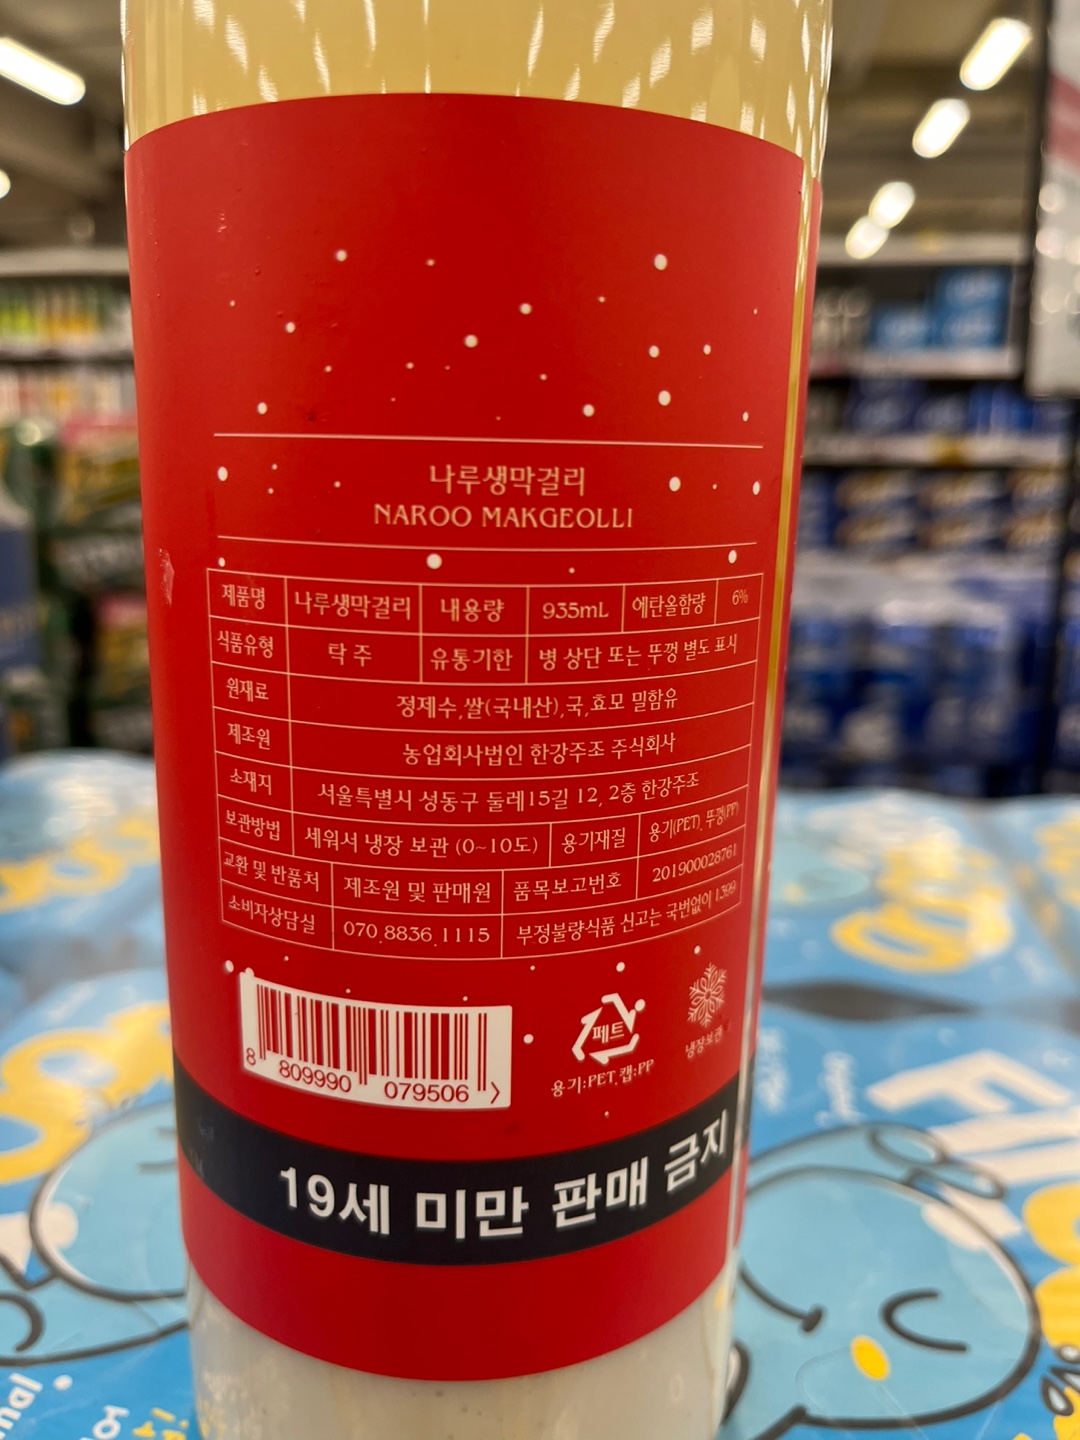 나루생막걸리
NAROO MAKGEOLLI
제품명 나루생막걸리 내용량 935mL 에탄올함량 6%
식품유형 탁주 유통기한 병 상단 또는 뚜껑 별도 표시
원재료 정제수,쌀(국내산),국,효모 밀함유
제조원 농업회사법인 한강주조 주식회사
소재지 서울특별시 성동구 둘레15길 12, 2층 한강주조
보관방법 세워서 냉장 보관 (0~10도) 용기재질 용기(PET), 뚜껑(PP)
교환 및 반품처 제조원 및 판매원 품목보고번호 201900028761
소비자상담실 070.8836.1115 부정불량식품 신고는 국번없이 1399
8 809990 079506
페트
용기:PET, 캡:PP
냉장보관
19세 미만 판매 금지